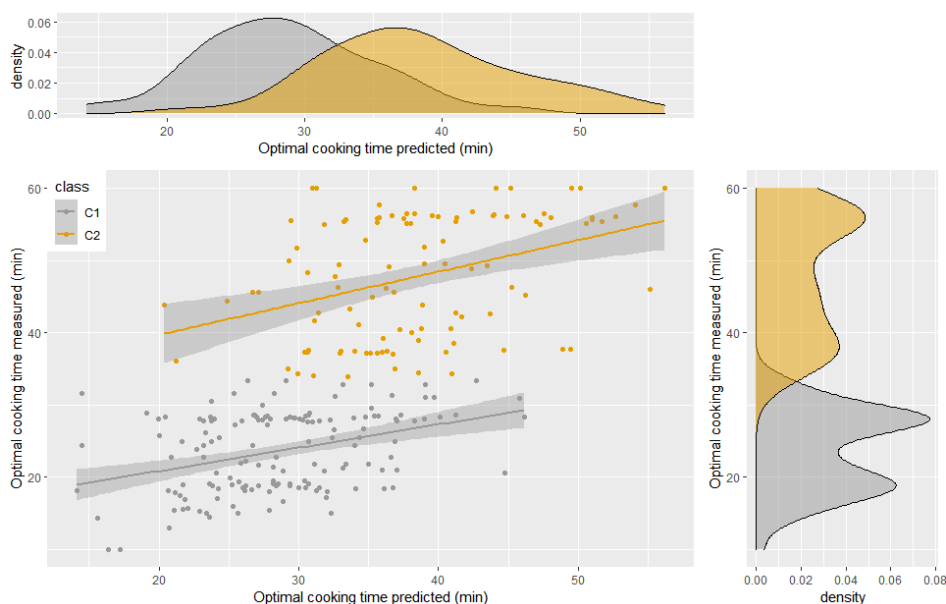 0.06
0.04
0.02
0.00
density
20 30 40 50
Optimal cooking time predicted (min)
class
C1
C2
60
40
20
Optimal cooking time measured (min)
20 30 40 50
Optimal cooking time predicted (min)
60
50
40
30
20
10
Optimal cooking time measured (min)
0.00 0.02 0.04 0.06 0.08
density